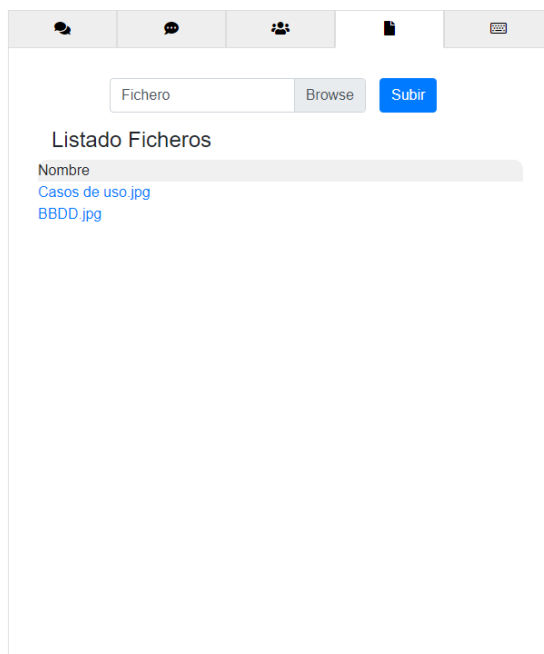 Fichero Browse Subir
Listado Ficheros
Nombre
Casos de uso.jpg
BBDD.jpg